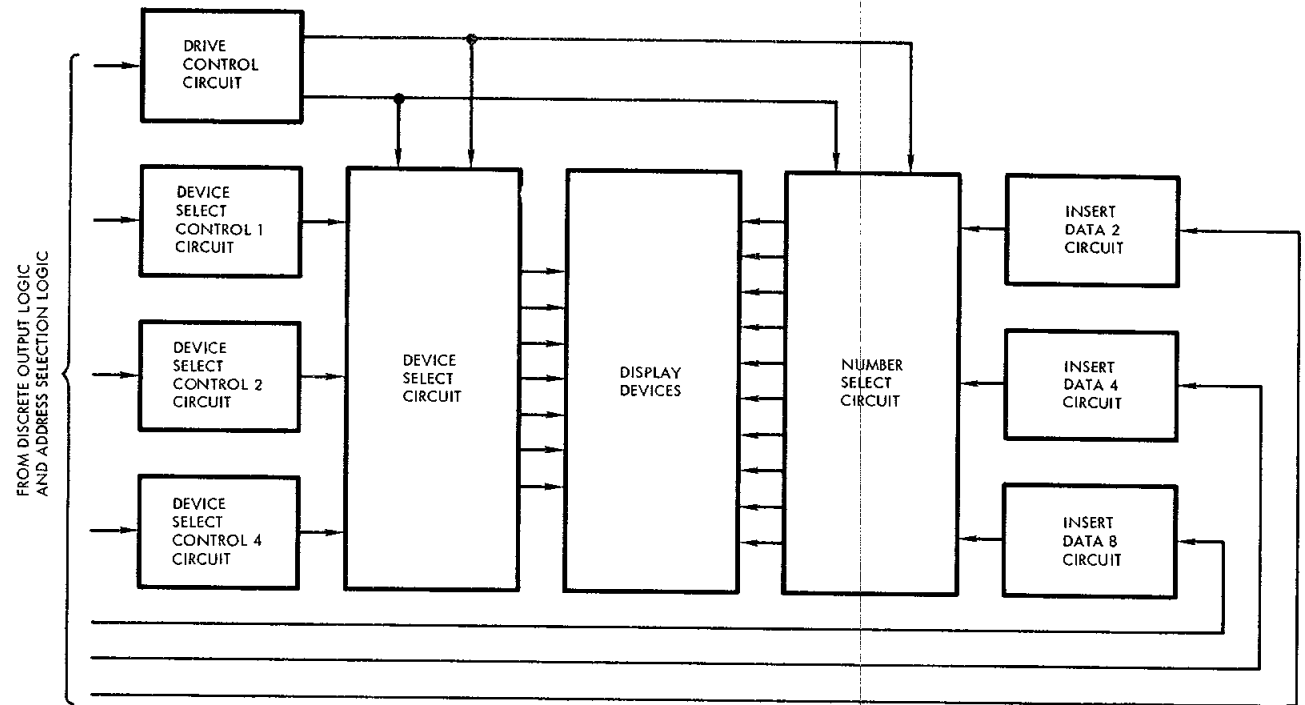 DRIVE
CONTROL
CIRCUIT
DEVICE
SELECT
CONTROL 1
CIRCUIT
DEVICE
SELECT
CONTROL 2
CIRCUIT
DEVICE
SELECT
CONTROL 4
CIRCUIT
DEVICE
SELECT
CIRCUIT
DISPLAY
DEVICES
NUMBER
SELECT
CIRCUIT
INSERT
DATA 2
CIRCUIT
INSERT
DATA 4
CIRCUIT
INSERT
DATA 8
CIRCUIT
FROM DISCRETE OUTPUT LOGIC
AND ADDRESS SELECTION LOGIC